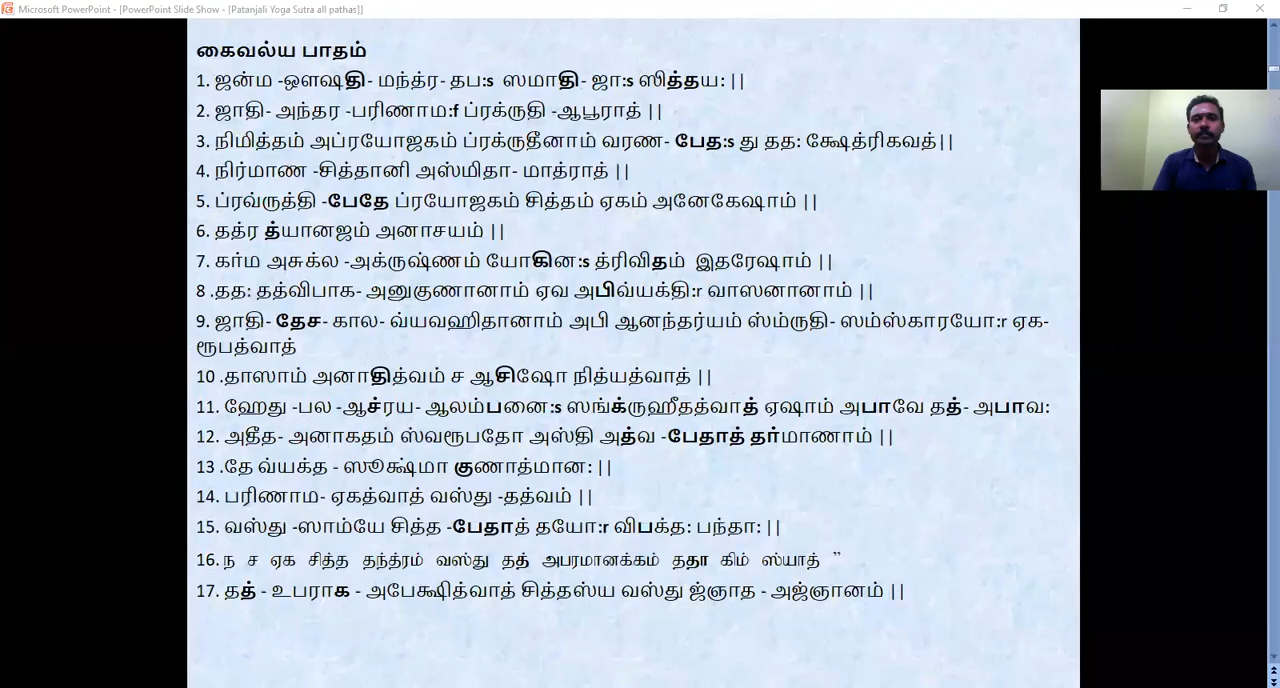 Microsoft PowerPoint - [PowerPoint Slide Show - [Patanjali Yoga Sutra all pathas]]
கைவல்ய பாதம்
1. ஜன்ம -ஔஷதி- மந்த்ர- தப:s ஸமாதி- ஜா:s ஸித்தய: ||
2. ஜாதி- அந்தர -பரிணாம:f ப்ரக்ருதி -ஆபூராத் ||
3. நிமித்தம் அப்ரயோஜகம் ப்ரக்ருதீனாம் வரண- பேத:s து தத: க்ஷேத்ரிகவத்||
4. நிர்மாண -சித்தானி அஸ்மிதா- மாத்ராத் ||
5. ப்ரவ்ருத்தி -பேதே ப்ரயோஜகம் சித்தம் ஏகம் அனேகேஷாம் ||
6. தத்ர த்யானஜம் அனாசயம் ||
7. கர்ம அசுக்ல -அக்ருஷ்ணம் யோகின:s த்ரிவிதம் இதரேஷாம் ||
8 .தத: தத்விபாக- அனுகுணானாம் ஏவ அபிவ்யக்தி:r வாஸனானாம் ||
9. ஜாதி- தேச- கால- வ்யவஹிதானாம் அபி ஆனந்தர்யம் ஸ்ம்ருதி- ஸம்ஸ்காரயோ:r ஏக-
ரூபத்வாத்
10 .தாஸாம் அனாதித்வம் ச ஆசிஷோ நித்யத்வாத் ||
11. ஹேது -பல -ஆச்ரய- ஆலம்பனை:s ஸங்க்ருஹீதத்வாத் ஏஷாம் அபாவே தத்- அபாவ:
12. அதீத- அனாகதம் ஸ்வரூபதோ அஸ்தி அத்வ -பேதாத் தர்மாணாம் ||
13 .தே வ்யக்த - ஸூக்ஷ்மா குணாத்மான: ||
14. பரிணாம- ஏகத்வாத் வஸ்து -தத்வம் ||
15. வஸ்து -ஸாம்யே சித்த -பேதாத் தயோ:r விபக்த: பந்தா: ||
16. ந ச ஏக சித்த தந்த்ரம் வஸ்து தத் அபரமானக்கம் ததா கிம் ஸ்யாத் ”
17. தத் - உபராக - அபேக்ஷித்வாத் சித்தஸ்ய வஸ்து ஜ்ஞாத - அஜ்ஞானம் ||